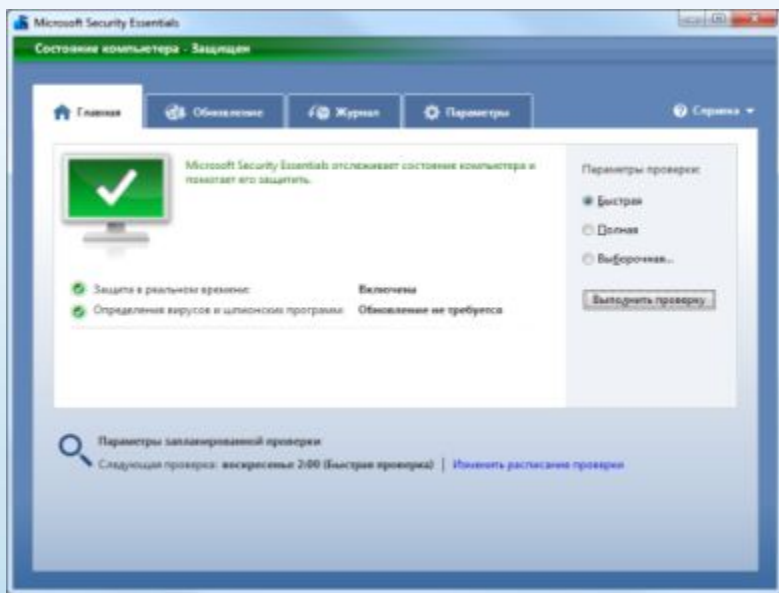 Microsoft Security Essentials
Состояние компьютера - Защищен
Главная
Обновление
Журнал
Параметры
Справка
Microsoft Security Essentials отслеживает состояние компьютера и
помогает его защитить.
Параметры проверки:
Быстрая
Полная
Выборочная...
Выполнить проверку
Защита в реальном времени: Включена
Определения вирусов и шпионских программ: Обновление не требуется
Параметры запланированной проверки
Следующая проверка: воскресенье 2:00 (Быстрая проверка) | Изменить расписание проверки